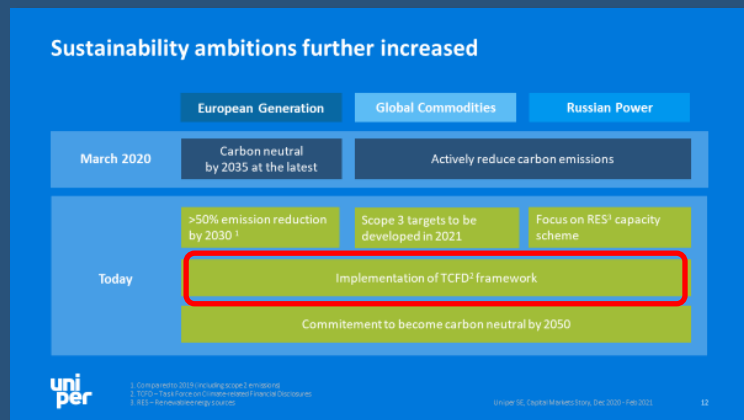 Sustainability ambitions further increased
European Generation
Global Commodities
Russian Power
March 2020
Carbon neutral
by 2035 at the latest
Actively reduce carbon emissions
Today
>50% emission reduction
by 2030 ¹
Scope 3 targets to be
developed in 2021
Focus on RES³ capacity
scheme
Implementation of TCFD² framework
Commitement to become carbon neutral by 2050
uni
per
1. Compared to 2019 (including scope 2 emissions)
2. TCFD – Task Force on Climate-related Financial Disclosures
3. RES – Renewable energy sources
Uniper SE, Capital Markets Story, Dec 2020 - Feb 2021
12